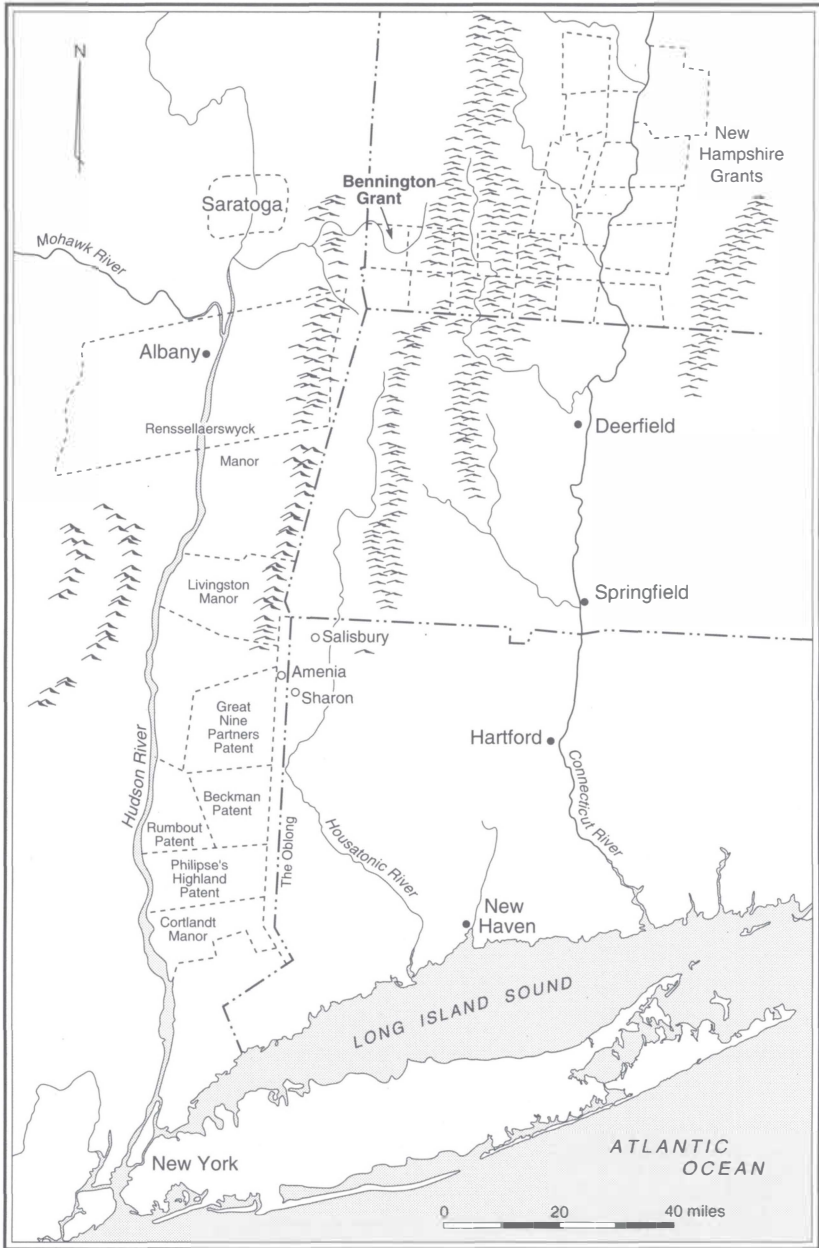 N
New
Hampshire
Grants
Bennington
Grant
Saratoga
Mohawk River
Albany
Renssellaerswyck
Manor
Deerfield
Livingston
Manor
Springfield
Salisbury
Amenia
Sharon
Great
Nine
Partners
Patent
Hartford
Hudson River
Connecticut River
Beckman
Patent
Rumbout
Patent
The Oblong
Housatonic River
Philipse's
Highland
Patent
Cortlandt
Manor
New
Haven
LONG ISLAND SOUND
New York
ATLANTIC
OCEAN
0 20 40 miles